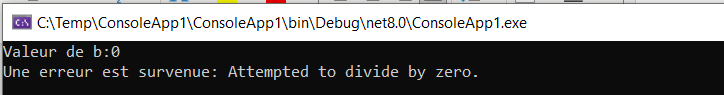 C:\Temp\ConsoleApp1\ConsoleApp1\bin\Debug\net8.0\ConsoleApp1.exe
Valeur de b:0
Une erreur est survenue: Attempted to divide by zero.